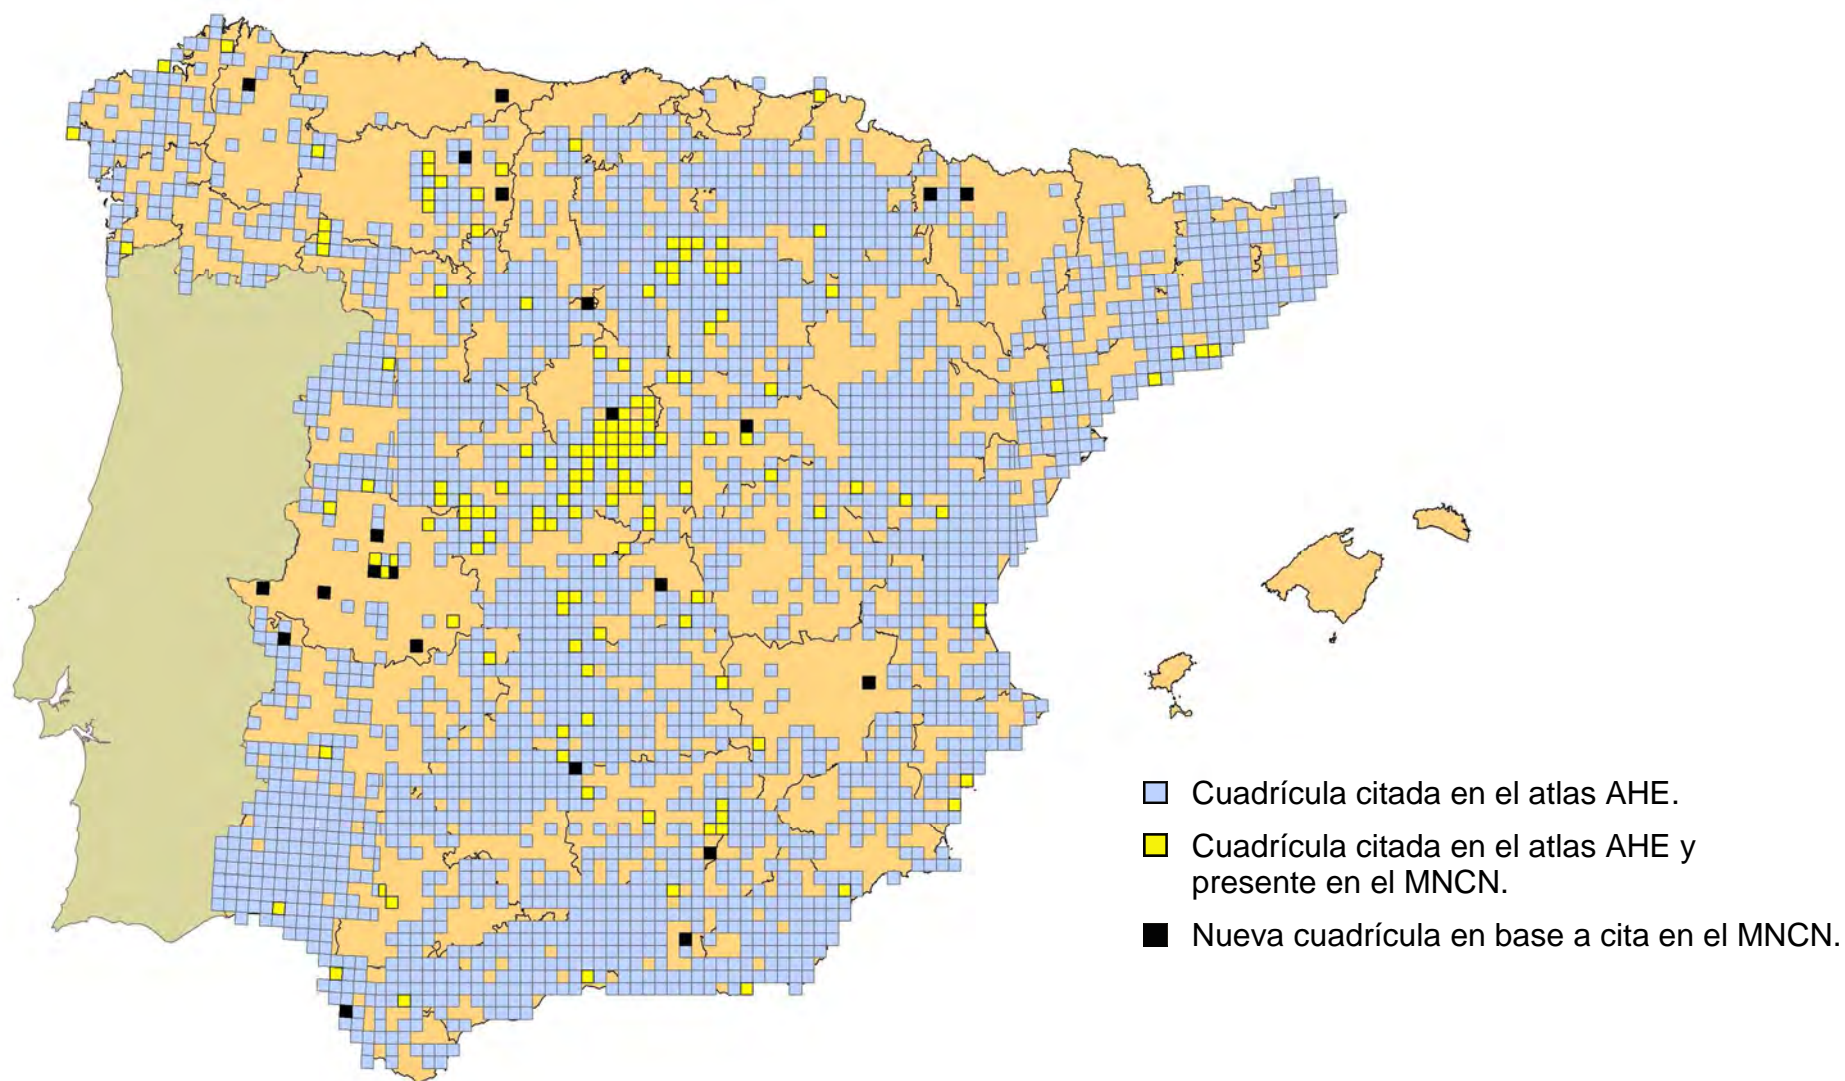 Cuadrícula citada en el atlas AHE.
Cuadrícula citada en el atlas AHE y
presente en el MNCN.
Nueva cuadrícula en base a cita en el MNCN.